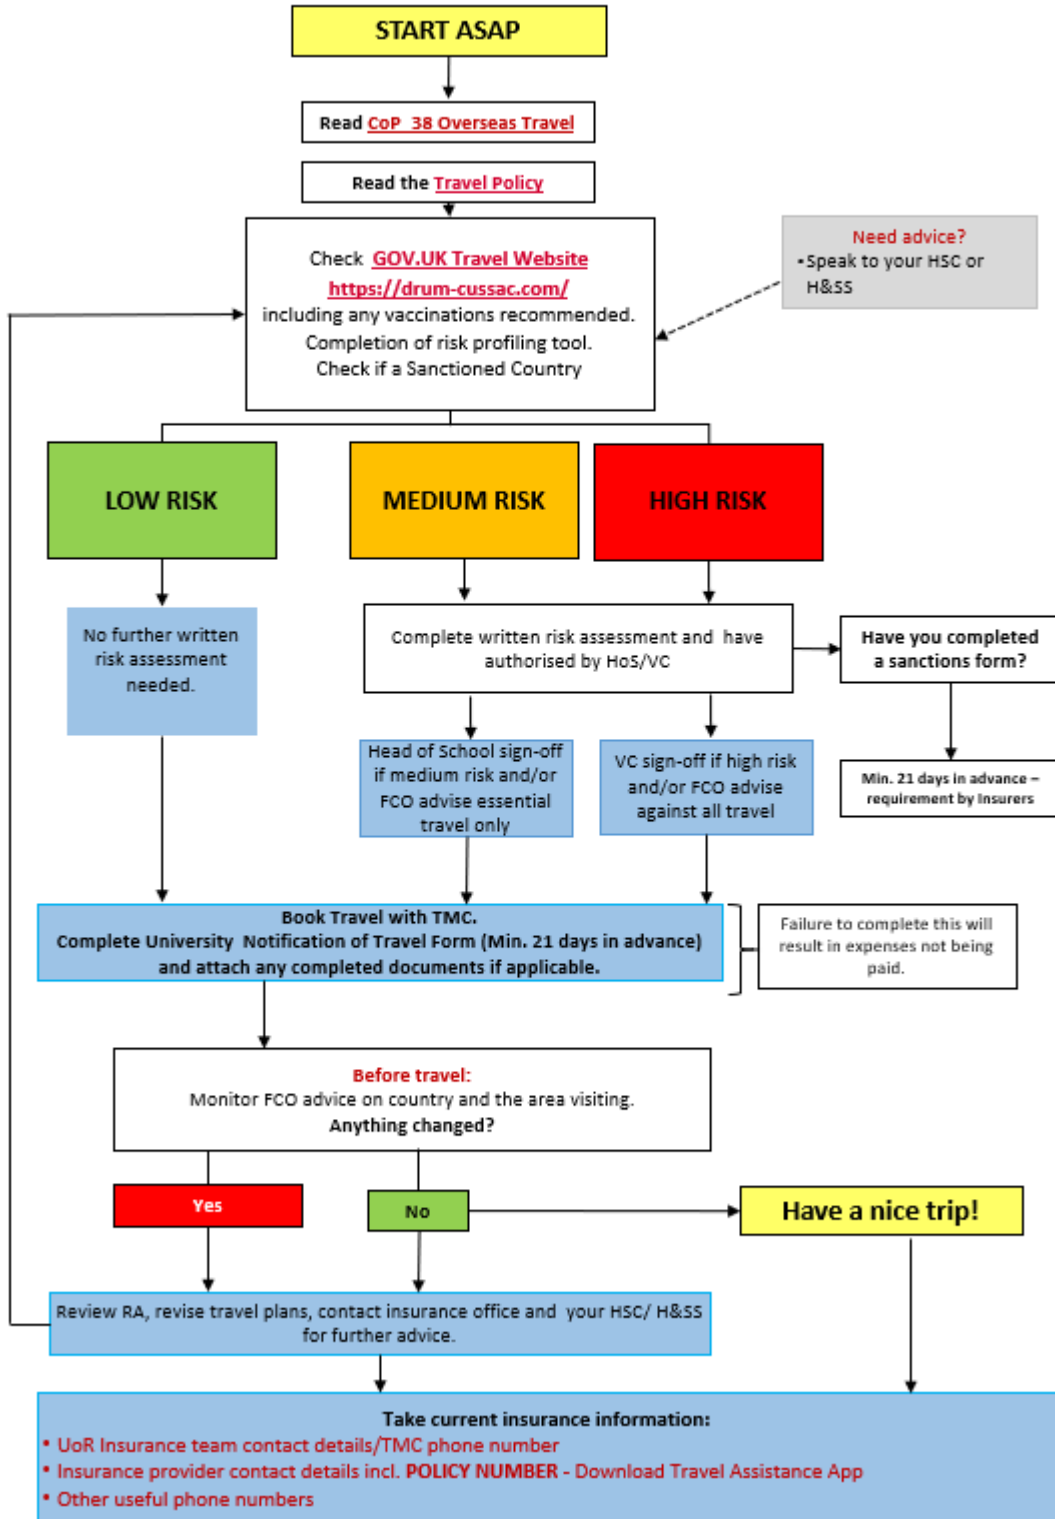 START ASAP
Read CoP 38 Overseas Travel
Read the Travel Policy
Check GOV.UK Travel Website
https://drum-cussac.com/
including any vaccinations recommended.
Completion of risk profiling tool.
Check if a Sanctioned Country
Need advice?
• Speak to your HSC or
H&SS
LOW RISK
MEDIUM RISK
HIGH RISK
No further written
risk assessment
needed.
Complete written risk assessment and have
authorised by HoS/VC
Have you completed
a sanctions form?
Head of School sign-off
if medium risk and/or
FCO advise essential
travel only
VC sign-off if high risk
and/or FCO advise
against all travel
Min. 21 days in advance –
requirement by Insurers
Book Travel with TMC.
Complete University Notification of Travel Form (Min. 21 days in advance)
and attach any completed documents if applicable.
Failure to complete this will
result in expenses not being
paid.
Before travel:
Monitor FCO advice on country and the area visiting.
Anything changed?
Yes
No
Have a nice trip!
Review RA, revise travel plans, contact insurance office and your HSC/ H&SS
for further advice.
Take current insurance information:
• UoR Insurance team contact details/TMC phone number
• Insurance provider contact details incl. POLICY NUMBER - Download Travel Assistance App
• Other useful phone numbers